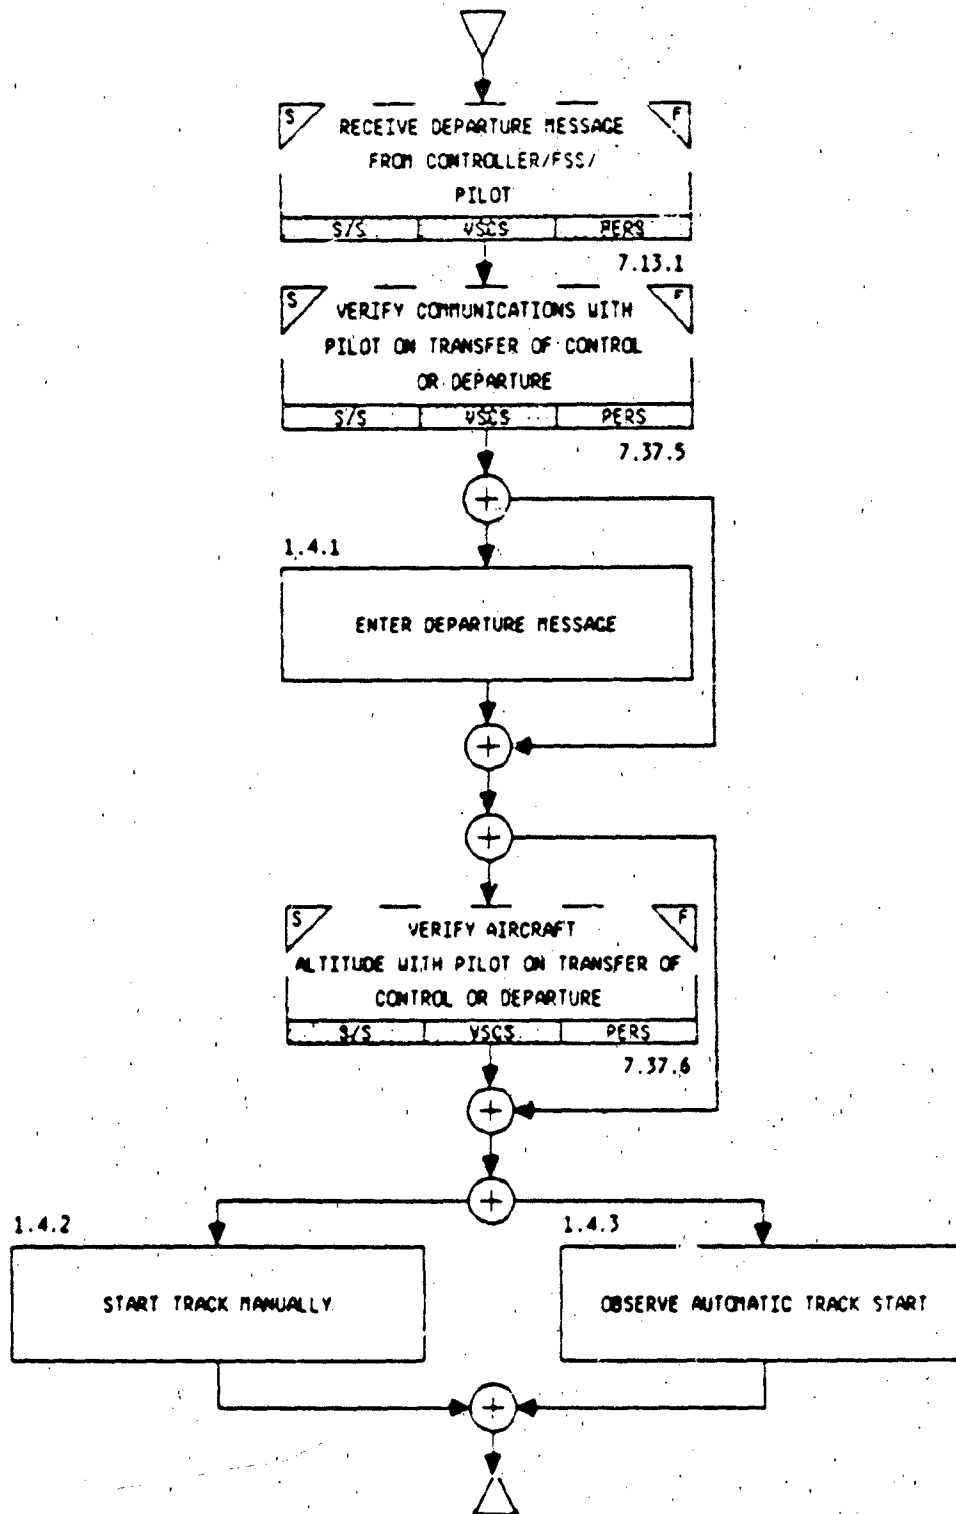 S F
RECEIVE DEPARTURE MESSAGE
FROM CONTROLLER/FSS/
PILOT
S/S VSCS PERS
7.13.1
S F
VERIFY COMMUNICATIONS WITH
PILOT ON TRANSFER OF CONTROL
OR DEPARTURE
S/S VSCS PERS
7.37.5
+
1.4.1
ENTER DEPARTURE MESSAGE
+
+
S F
VERIFY AIRCRAFT
ALTITUDE WITH PILOT ON TRANSFER OF
CONTROL OR DEPARTURE
S/S VSCS PERS
7.37.6
+
+
1.4.2 1.4.3
START TRACK MANUALLY OBSERVE AUTOMATIC TRACK START
+